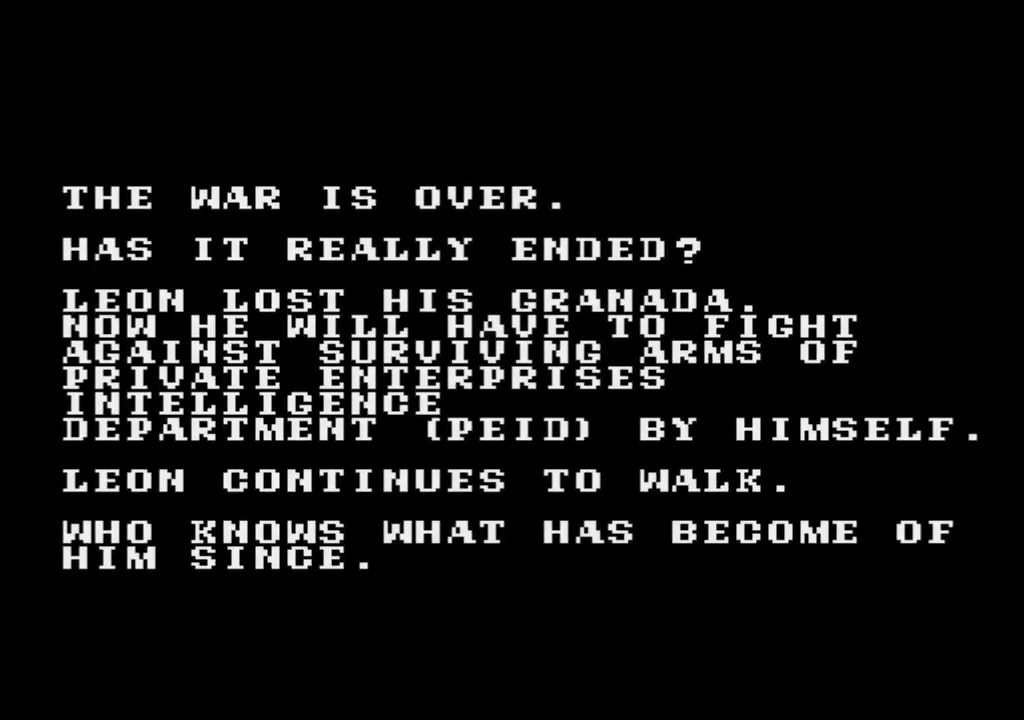 THE WAR IS OVER.
HAS IT REALLY ENDED?
LEON LOST HIS GRANADA.
NOW HE WILL HAVE TO FIGHT
AGAINST SURVIVING ARMS OF
PRIVATE ENTERPRISES
INTELLIGENCE
DEPARTMENT (PEID) BY HIMSELF.
LEON CONTINUES TO WALK.
WHO KNOWS WHAT HAS BECOME OF
HIM SINCE.